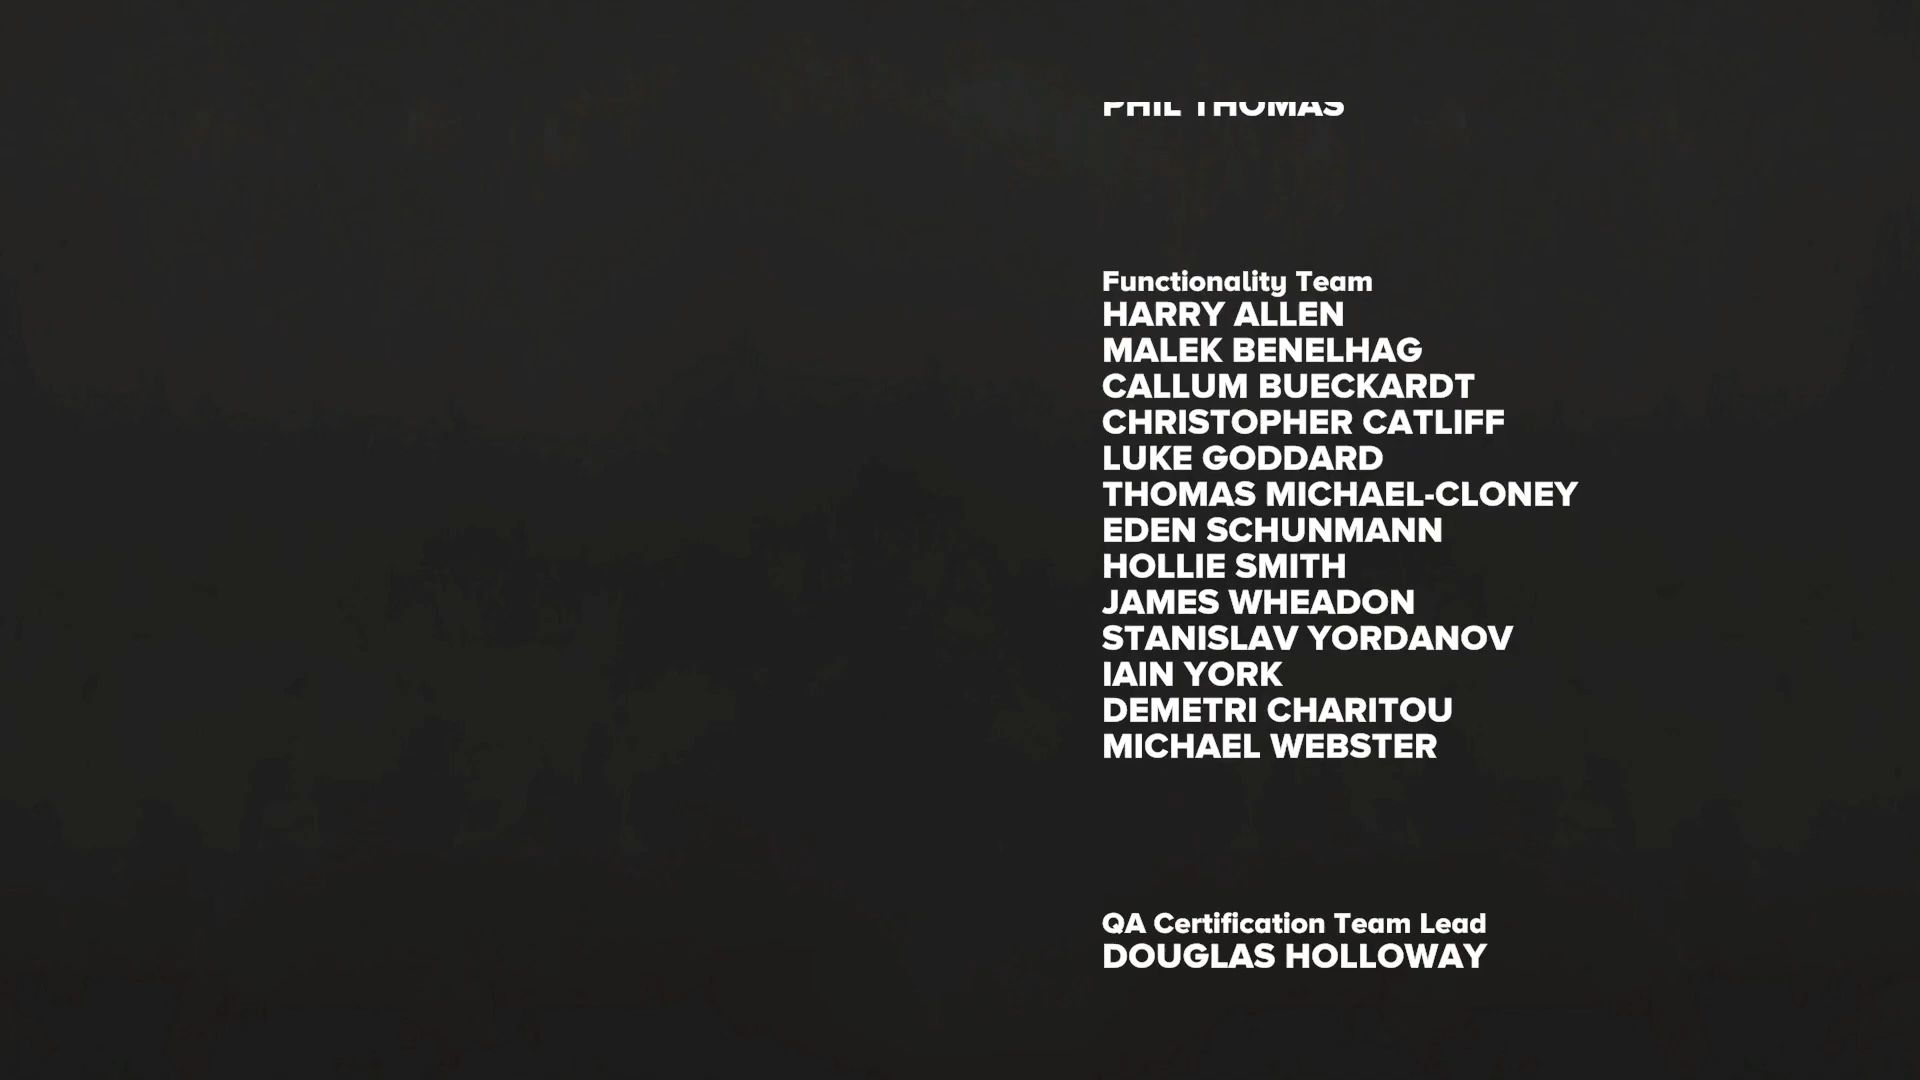 PHIL THOMAS
Functionality Team
HARRY ALLEN
MALEK BENELHAG
CALLUM BUECKARDT
CHRISTOPHER CATLIFF
LUKE GODDARD
THOMAS MICHAEL-CLONEY
EDEN SCHUNMANN
HOLLIE SMITH
JAMES WHEADON
STANISLAV YORDANOV
IAIN YORK
DEMETRI CHARITOU
MICHAEL WEBSTER
QA Certification Team Lead
DOUGLAS HOLLOWAY